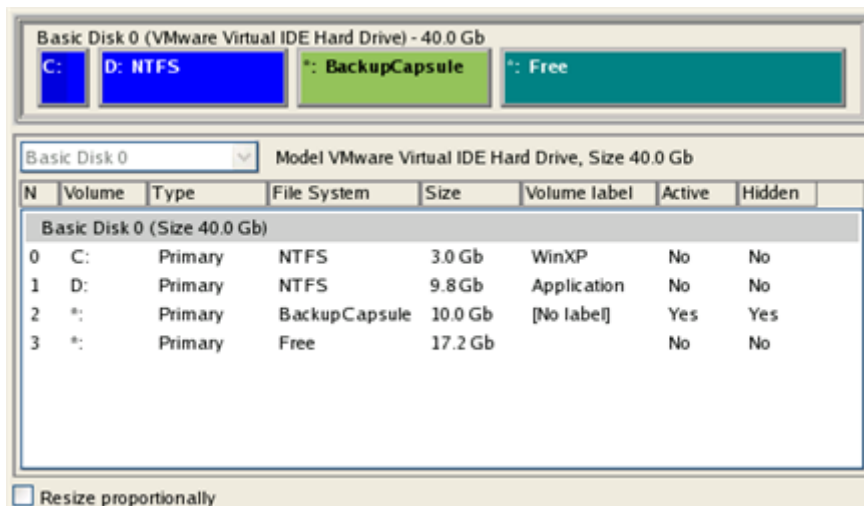 Basic Disk 0 (VMware Virtual IDE Hard Drive) - 40.0 Gb
C: D: NTFS *: BackupCapsule *: Free
Basic Disk 0 Model VMware Virtual IDE Hard Drive, Size 40.0 Gb
N Volume Type File System Size Volume label Active Hidden
Basic Disk 0 (Size 40.0 Gb)
0 C: Primary NTFS 3.0 Gb WinXP No No
1 D: Primary NTFS 9.8 Gb Application No No
2 *: Primary BackupCapsule 10.0 Gb [No label] Yes Yes
3 *: Primary Free 17.2 Gb No No
Resize proportionally